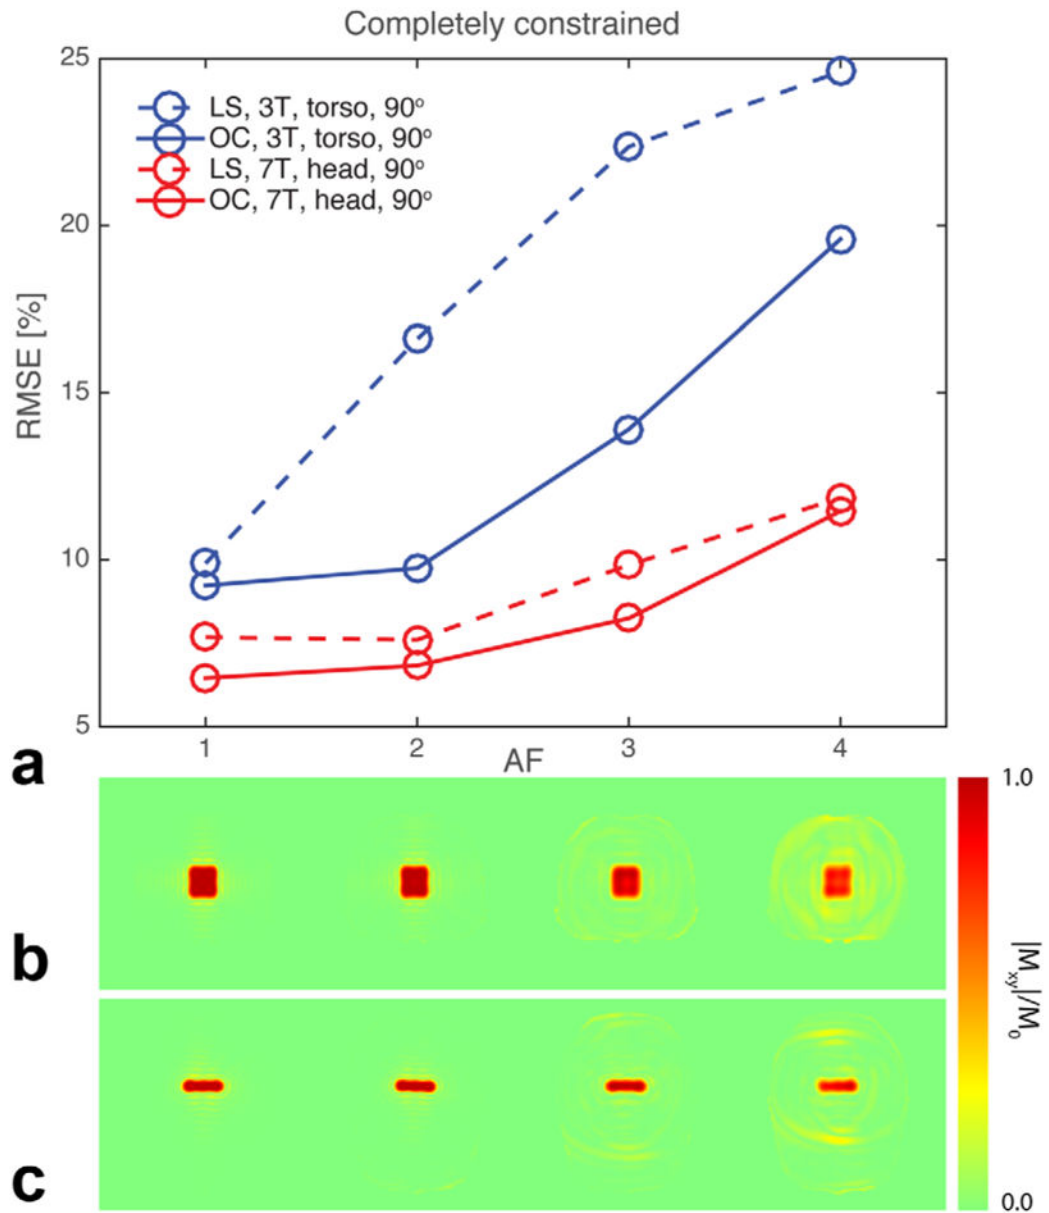 Completely constrained
25
20
15
10
5
RMSE [%]
LS, 3T, torso, 90°
OC, 3T, torso, 90°
LS, 7T, head, 90°
OC, 7T, head, 90°
1 2 3 4
AF
a
b
c
1.0
|Mxy|/M0
0.0